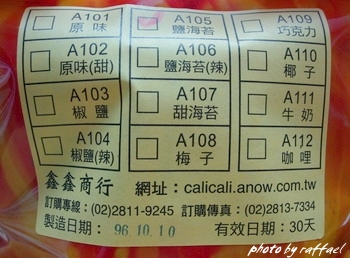 □ A101 原味 □ A105 鹽海苔 □ A109 巧克力
□ A102 原味(甜) □ A106 鹽海苔(辣) □ A110 椰子
□ A103 椒鹽 □ A107 甜海苔 □ A111 牛奶
□ A104 椒鹽(辣) □ A108 梅子 □ A112 咖哩
鑫鑫商行 網址：calicali.anow.com.tw
訂購專線：(02)2811-9245 訂購傳真：(02)2813-7334
製造日期：96.10.10 有效日期：30天
photo by raffael